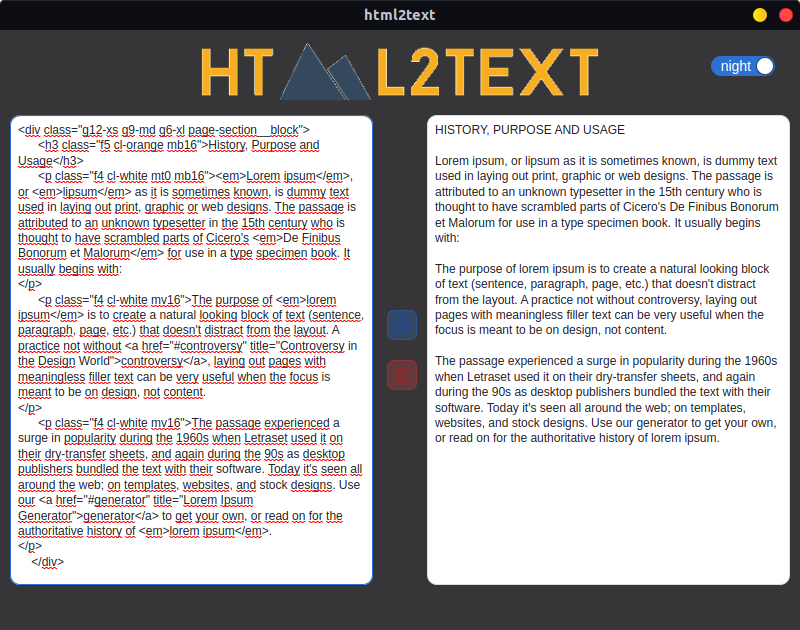 html2text
HT ML2TEXT
night
<div class="g12-xs g9-md g6-xl page-section__block">
<h3 class="f5 cl-orange mb16">History, Purpose and
Usage</h3>
<p class="f4 cl-white mt0 mb16"><em>Lorem ipsum</em>,
or <em>lipsum</em> as it is sometimes known, is dummy text
used in laying out print, graphic or web designs. The passage is
attributed to an unknown typesetter in the 15th century who is
thought to have scrambled parts of Cicero's <em>De Finibus
Bonorum et Malorum</em> for use in a type specimen book. It
usually begins with:
</p>
<p class="f4 cl-white mv16">The purpose of <em>lorem
ipsum</em> is to create a natural looking block of text (sentence,
paragraph, page, etc.) that doesn't distract from the layout. A
practice not without <a href="#controversy" title="Controversy in
the Design World">controversy</a>, laying out pages with
meaningless filler text can be very useful when the focus is
meant to be on design, not content.
</p>
<p class="f4 cl-white mv16">The passage experienced a
surge in popularity during the 1960s when Letraset used it on
their dry-transfer sheets, and again during the 90s as desktop
publishers bundled the text with their software. Today it's seen all
around the web; on templates, websites, and stock designs. Use
our <a href="#generator" title="Lorem Ipsum
Generator">generator</a> to get your own, or read on for the
authoritative history of <em>lorem ipsum</em>.
</p>
</div>
HISTORY, PURPOSE AND USAGE
Lorem ipsum, or lipsum as it is sometimes known, is dummy text
used in laying out print, graphic or web designs. The passage is
attributed to an unknown typesetter in the 15th century who is
thought to have scrambled parts of Cicero's De Finibus Bonorum
et Malorum for use in a type specimen book. It usually begins
with:
The purpose of lorem ipsum is to create a natural looking block
of text (sentence, paragraph, page, etc.) that doesn't distract
from the layout. A practice not without controversy, laying out
pages with meaningless filler text can be very useful when the
focus is meant to be on design, not content.
The passage experienced a surge in popularity during the 1960s
when Letraset used it on their dry-transfer sheets, and again
during the 90s as desktop publishers bundled the text with their
software. Today it's seen all around the web; on templates,
websites, and stock designs. Use our generator to get your own,
or read on for the authoritative history of lorem ipsum.